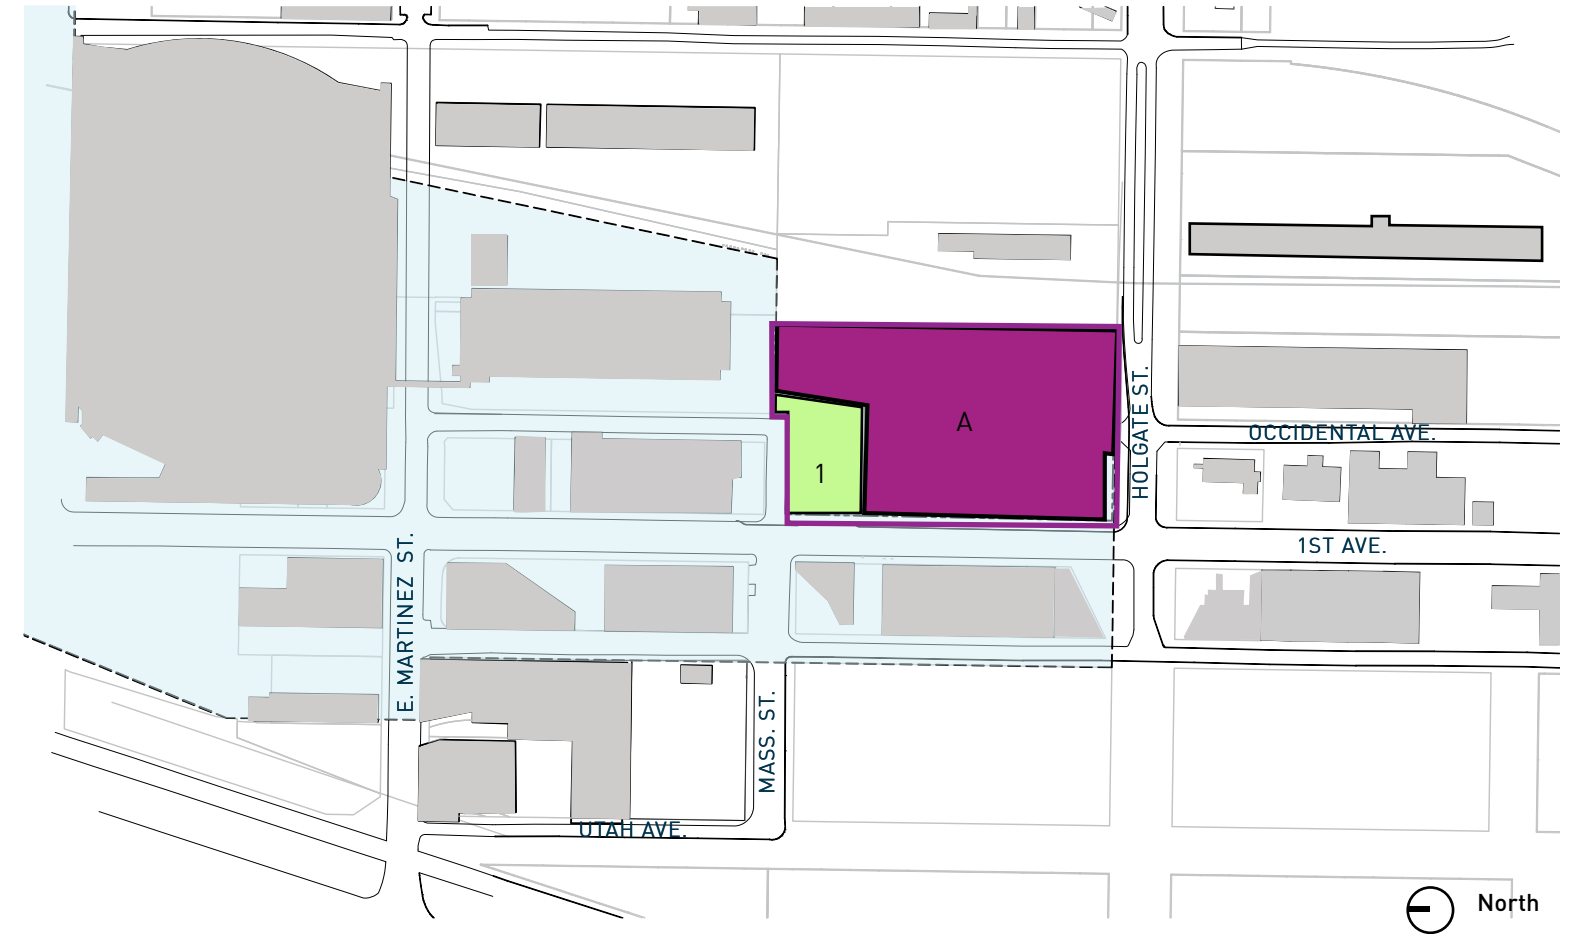 A
1
HOLGATE ST.
OCCIDENTAL AVE.
1ST AVE.
E. MARTINEZ ST.
MASS. ST.
UTAH AVE.
North